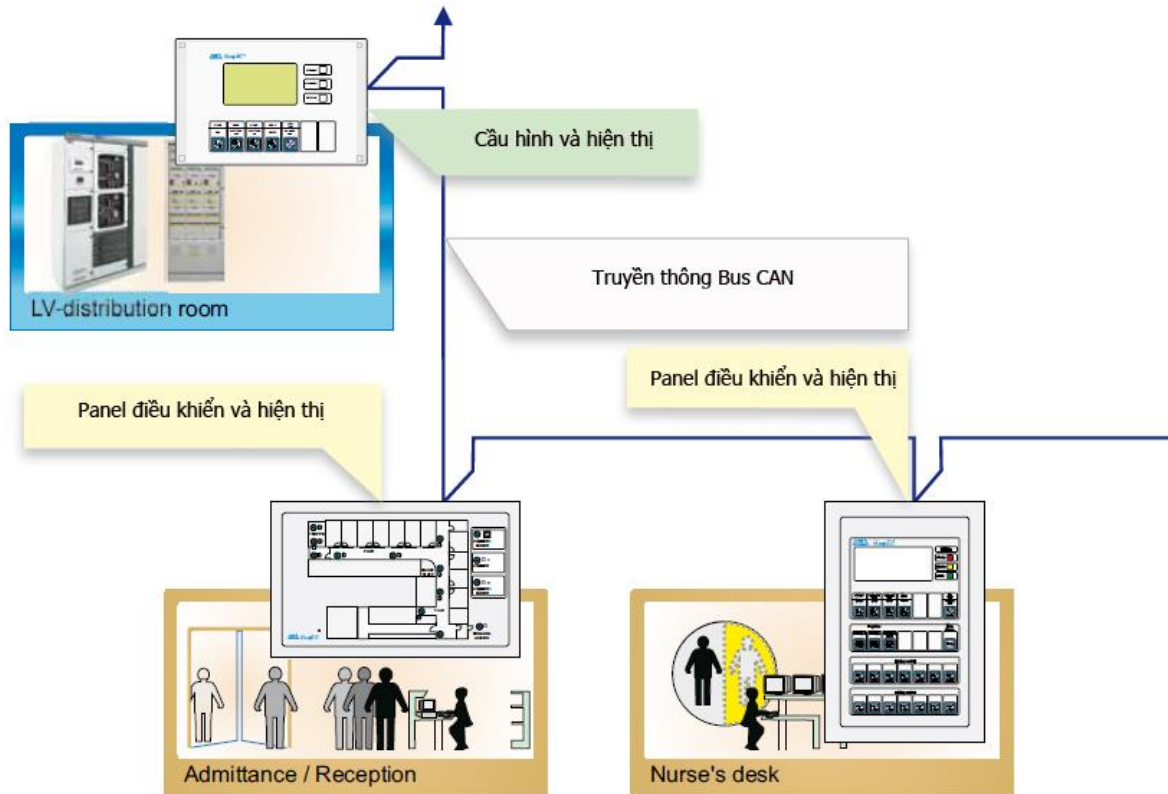 Cầu hình và hiện thị
Truyền thông Bus CAN
LV-distribution room
Panel điều khiển và hiện thị
Panel điều khiển và hiện thị
Admittance / Reception
Nurse's desk